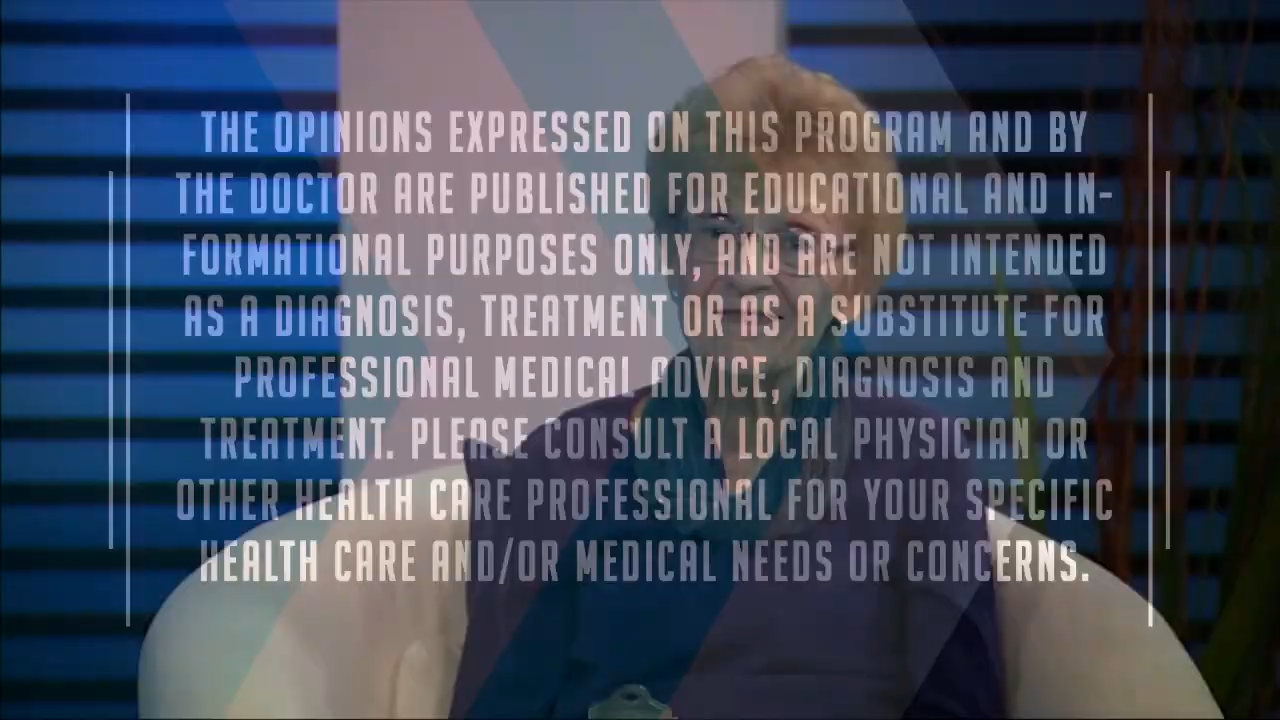 THE OPINIONS EXPRESSED ON THIS PROGRAM AND BY
THE DOCTOR ARE PUBLISHED FOR EDUCATIONAL AND IN-
FORMATIONAL PURPOSES ONLY, AND ARE NOT INTENDED
AS A DIAGNOSIS, TREATMENT OR AS A SUBSTITUTE FOR
PROFESSIONAL MEDICAL ADVICE, DIAGNOSIS AND
TREATMENT. PLEASE CONSULT A LOCAL PHYSICIAN OR
OTHER HEALTH CARE PROFESSIONAL FOR YOUR SPECIFIC
HEALTH CARE AND/OR MEDICAL NEEDS OR CONCERNS.